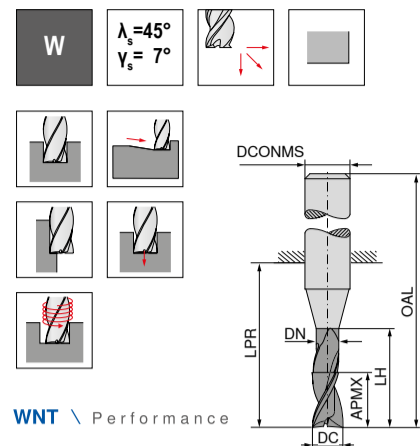 W
λs=45°
γs= 7°
DCONMS
OAL
LPR
DN
LH
APMX
DC
WNT \ Performance